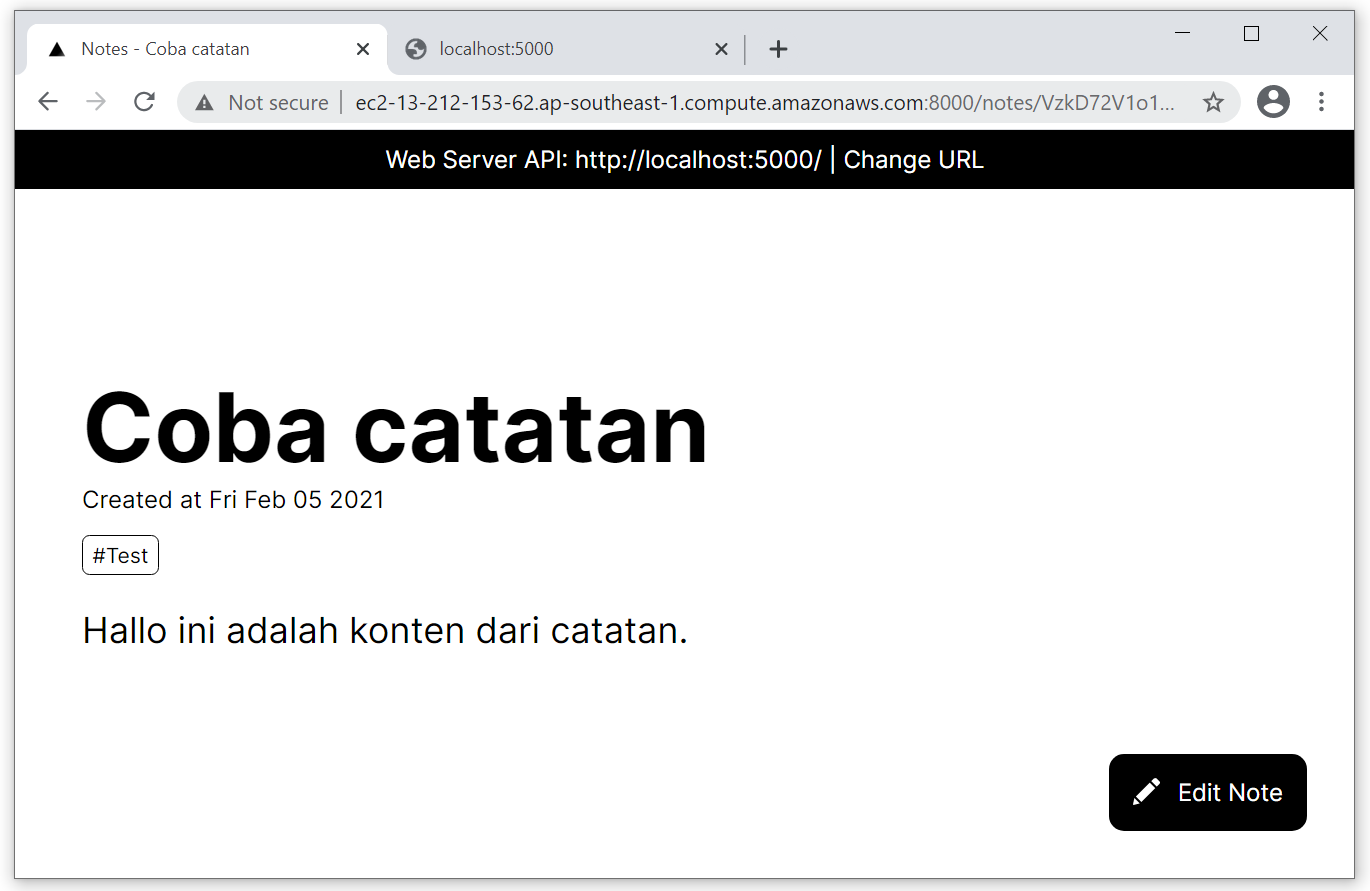 Notes - Coba catatan
localhost:5000
Not secure | ec2-13-212-153-62.ap-southeast-1.compute.amazonaws.com:8000/notes/VzkD72V1o1...
Web Server API: http://localhost:5000/ | Change URL
Coba catatan
Created at Fri Feb 05 2021
#Test
Hallo ini adalah konten dari catatan.
Edit Note